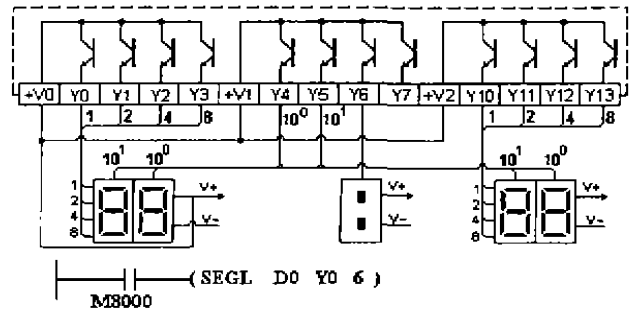 +V0 Y0 Y1 Y2 Y3 +V1 Y4 Y5 Y6 Y7 +V2 Y10 Y11 Y12 Y13
1 2 4 8 10⁰ 10¹ 1 2 4 8
10¹ 10⁰ 10¹ 10⁰
1 V+ V+ 1 V+
2 2
4 V- V- 4 V-
8 8
(SEGL D0 Y0 6)
M8000